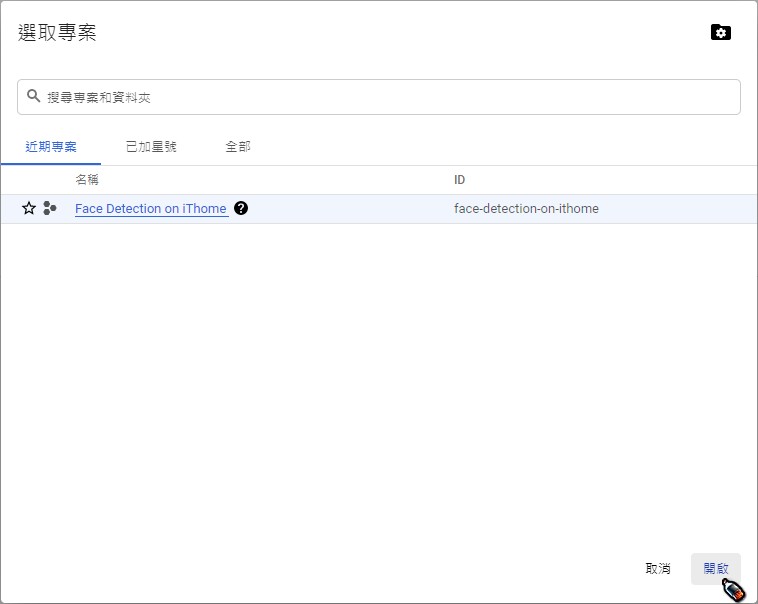 選取專案
搜尋專案和資料夾
近期專案 已加星號 全部
名稱 ID
Face Detection on iThome face-detection-on-ithome
取消 開啟